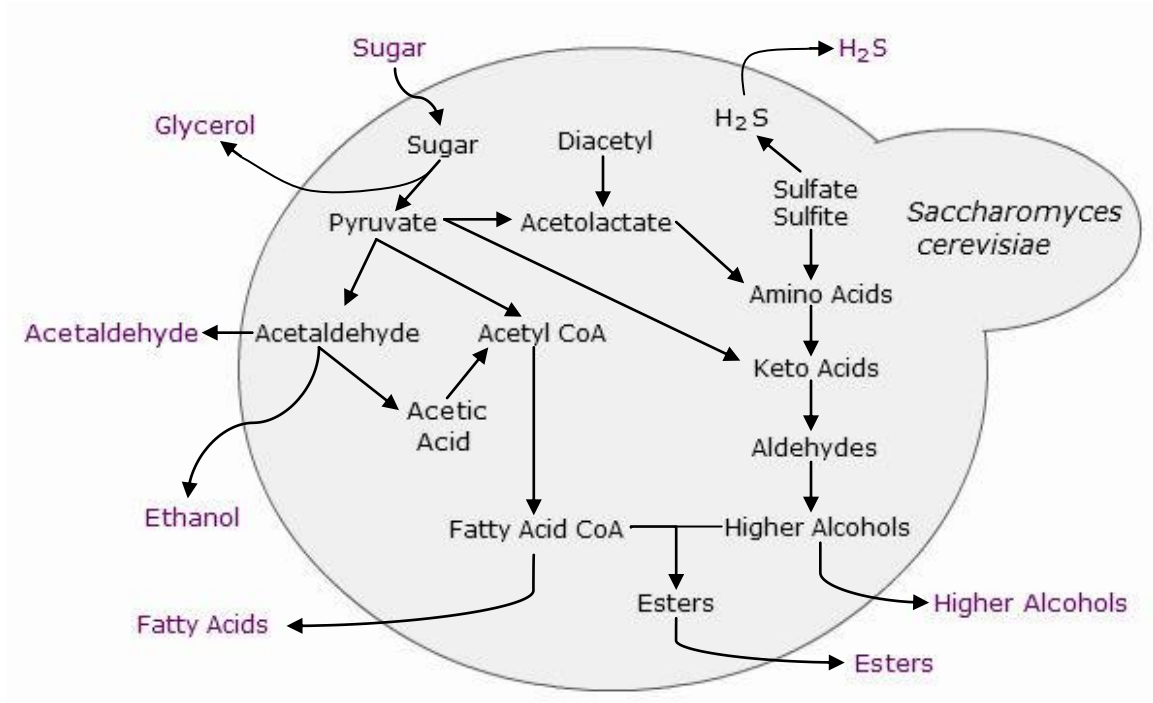 Sugar
H₂S
Glycerol
H₂S
Sugar
Diacetyl
Sulfate
Sulfite
Saccharomyces
cerevisiae
Pyruvate
Acetolactate
Amino Acids
Acetaldehyde
Acetaldehyde
Acetyl CoA
Keto Acids
Acetic
Acid
Aldehydes
Ethanol
Fatty Acid CoA
Higher Alcohols
Esters
Higher Alcohols
Fatty Acids
Esters